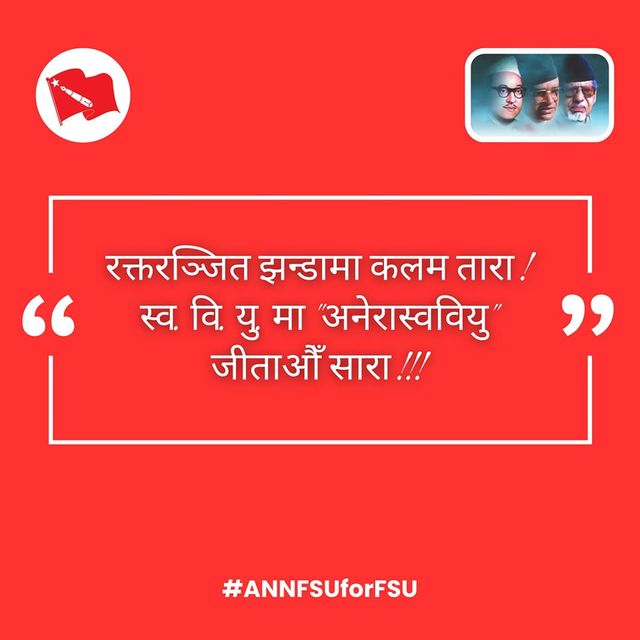 रक्तरञ्जित झन्डामा कलम तारा !
स्व. वि. यु. मा "अनेरास्ववियु"
जीताऔँ सारा !!!
#ANNFSUforFSU